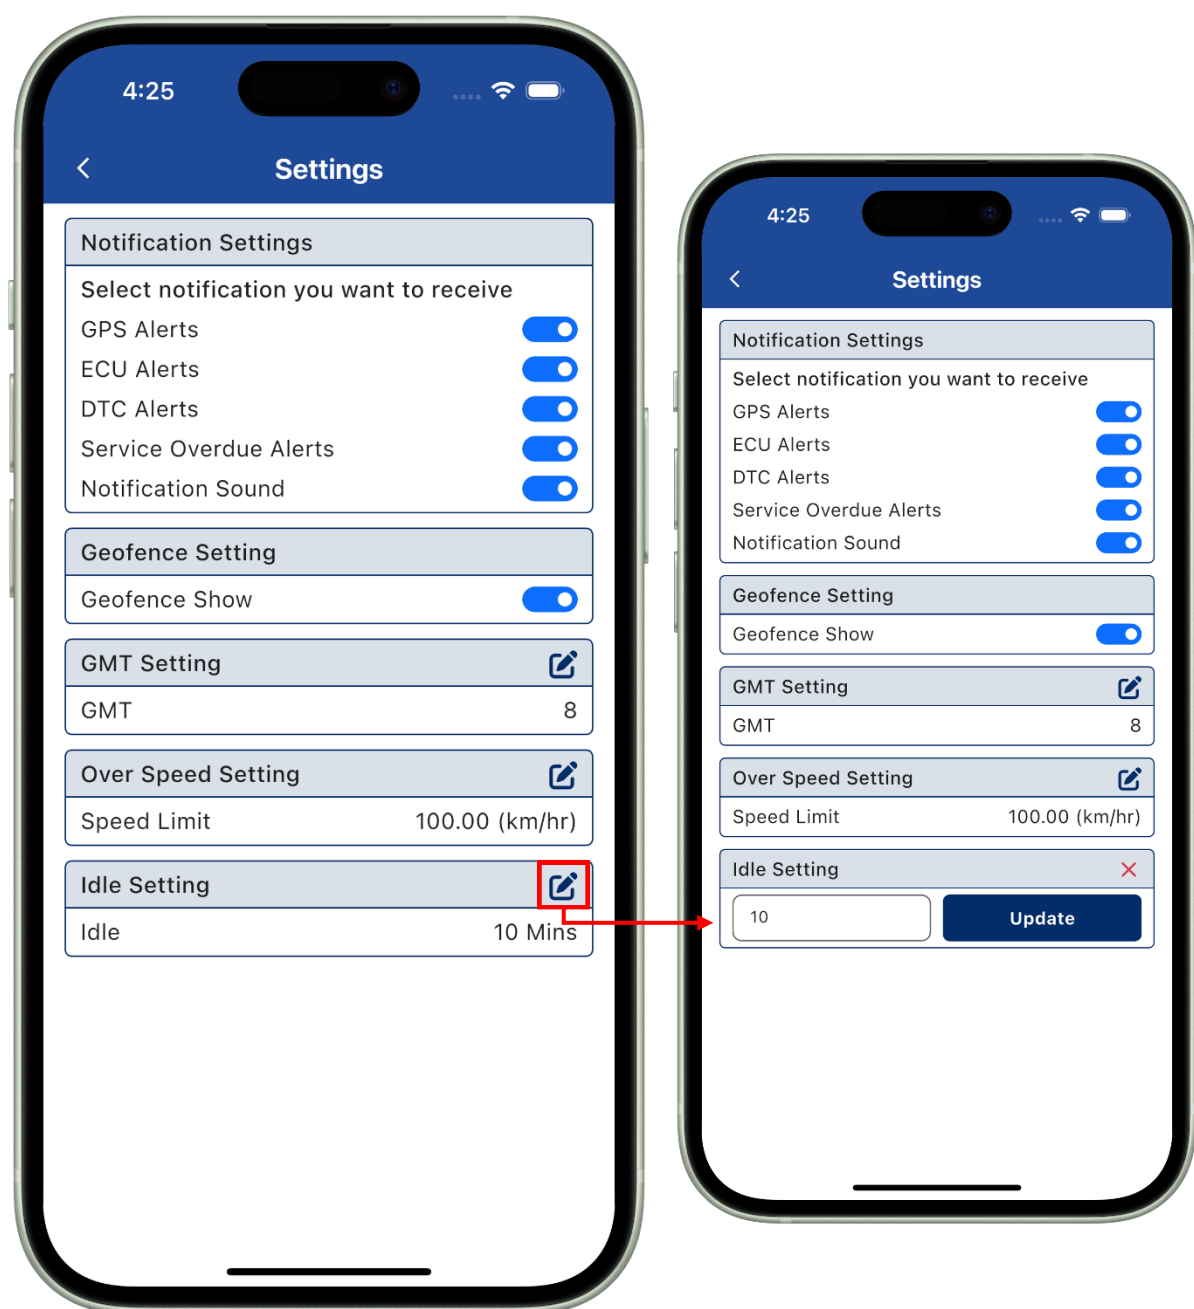 4:25
Settings
Notification Settings
Select notification you want to receive
GPS Alerts
ECU Alerts
DTC Alerts
Service Overdue Alerts
Notification Sound
Geofence Setting
Geofence Show
GMT Setting
GMT 8
Over Speed Setting
Speed Limit 100.00 (km/hr)
Idle Setting
Idle 10 Mins
4:25
Settings
Notification Settings
Select notification you want to receive
GPS Alerts
ECU Alerts
DTC Alerts
Service Overdue Alerts
Notification Sound
Geofence Setting
Geofence Show
GMT Setting
GMT 8
Over Speed Setting
Speed Limit 100.00 (km/hr)
Idle Setting
10 Update